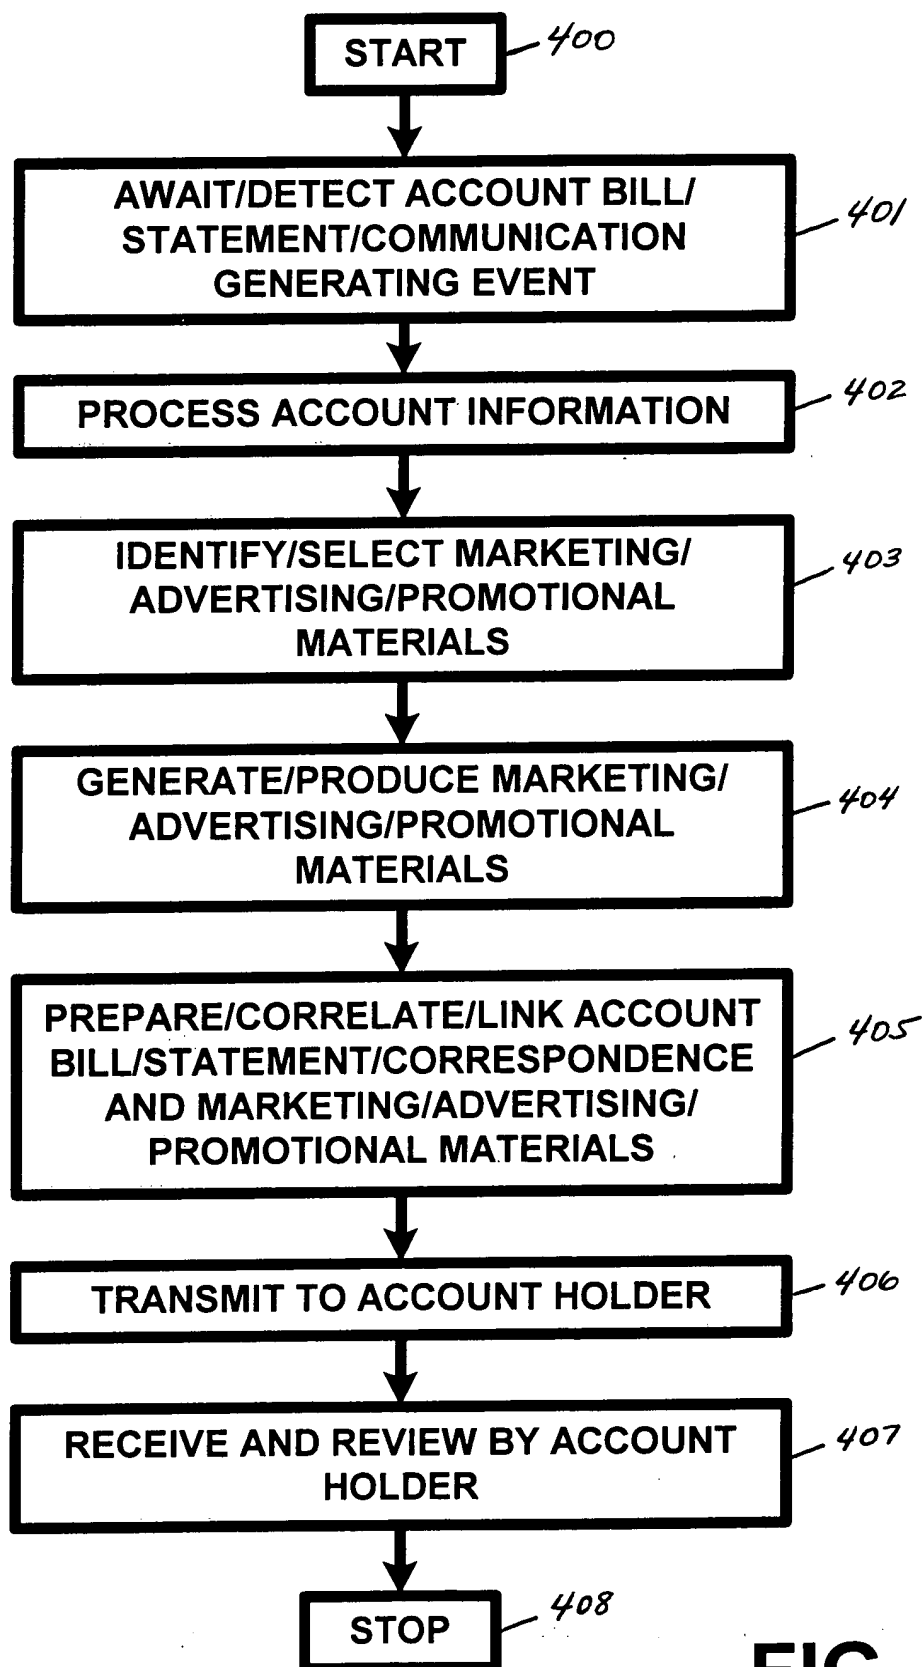 START
400
AWAIT/DETECT ACCOUNT BILL/
STATEMENT/COMMUNICATION
GENERATING EVENT
401
PROCESS ACCOUNT INFORMATION
402
IDENTIFY/SELECT MARKETING/
ADVERTISING/PROMOTIONAL
MATERIALS
403
GENERATE/PRODUCE MARKETING/
ADVERTISING/PROMOTIONAL
MATERIALS
404
PREPARE/CORRELATE/LINK ACCOUNT
BILL/STATEMENT/CORRESPONDENCE
AND MARKETING/ADVERTISING/
PROMOTIONAL MATERIALS
405
TRANSMIT TO ACCOUNT HOLDER
406
RECEIVE AND REVIEW BY ACCOUNT
HOLDER
407
STOP
408
FIG